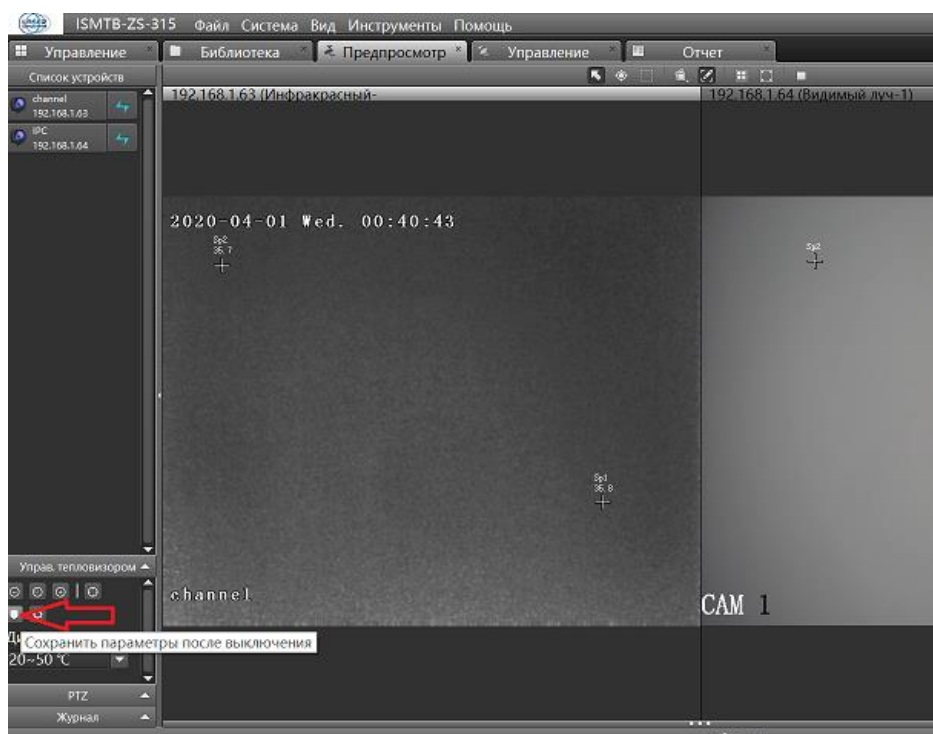 ISMTB-ZS-315 Файл Система Вид Инструменты Помощь
Управление Библиотека Предпросмотр Управление Отчет
Список устройств
channel
192.168.1.63
IPC
192.168.1.64
192.168.1.63 (Инфракрасный-
192.168.1.64 (Видимый луч-1)
2020-04-01 Wed. 00:40:43
Sp2
36.7
Sp2
Sp1
36.8
channel
CAM 1
Управ. тепловизором
Сохранить параметры после выключения
20~50 °C
PTZ
Журнал